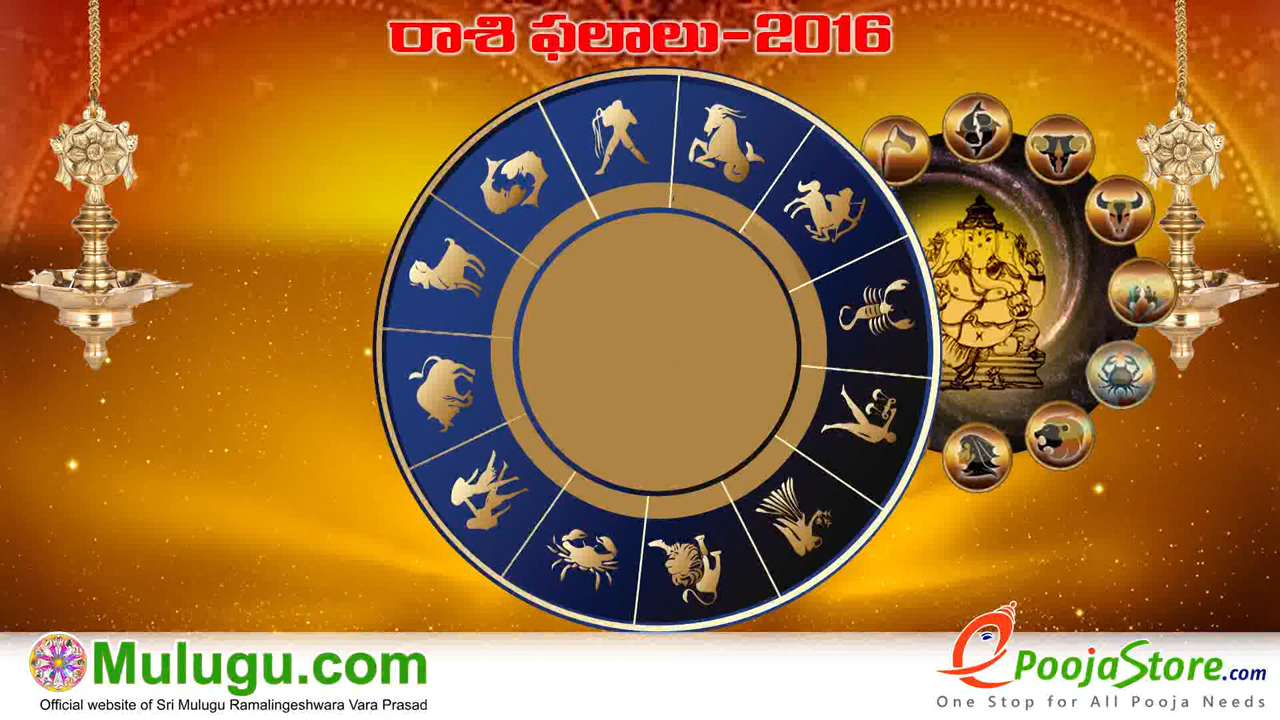 రాశి ఫలాలు-2016
Mulugu.com
Official website of Sri Mulugu Ramalingeshwara Vara Prasad
ePoojaStore.com
One Stop for All Pooja Needs